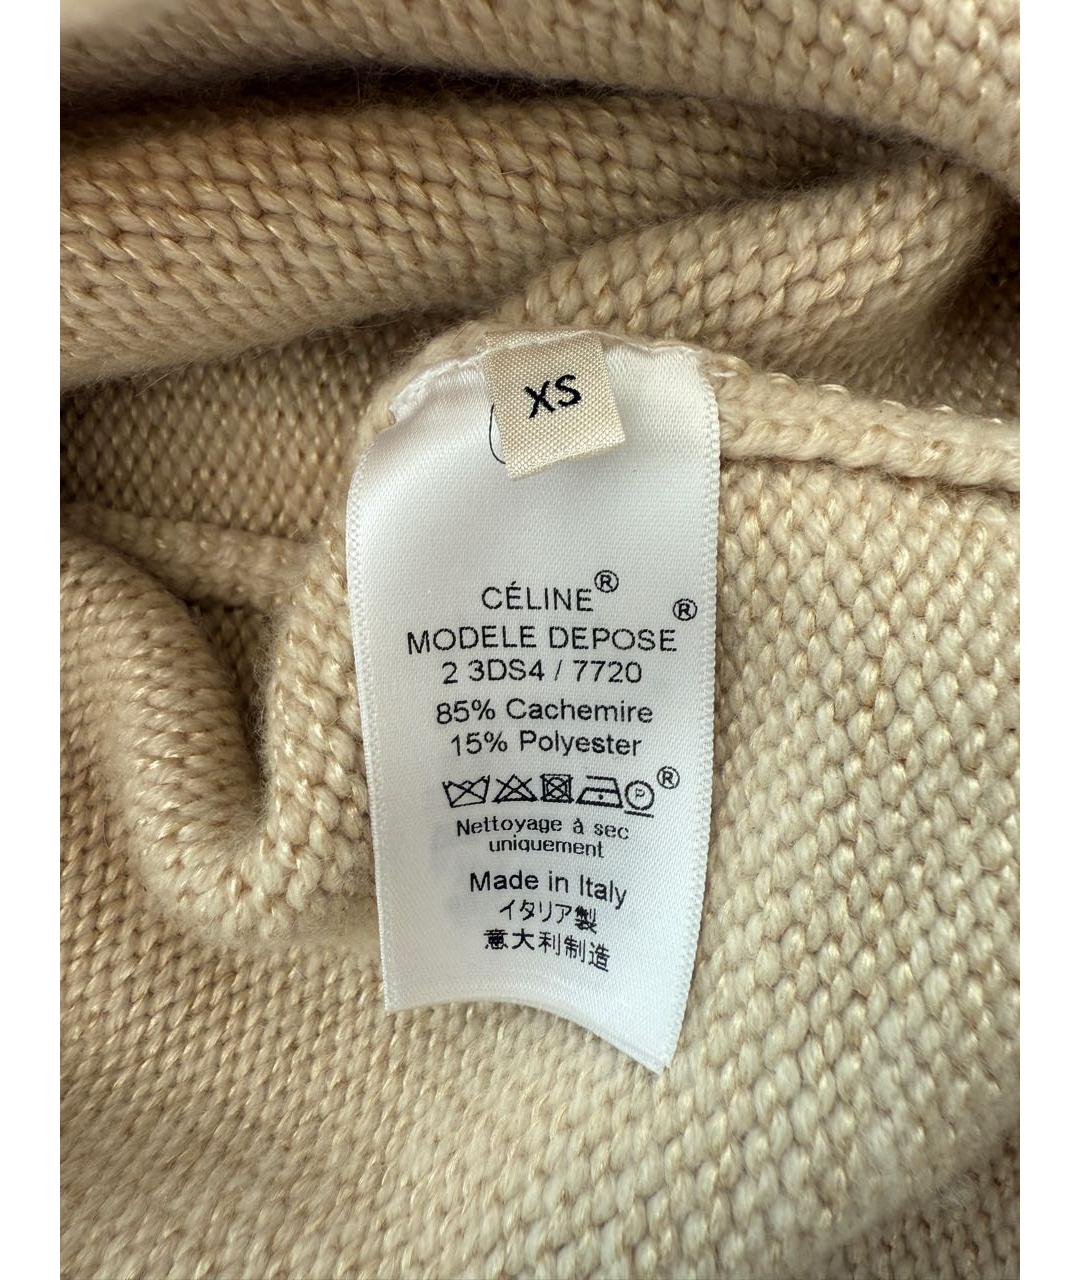 XS
CÉLINE®
MODELE DEPOSE®
2 3DS4 / 7720
85% Cachemire
15% Polyester
P ®
Nettoyage à sec
uniquement
Made in Italy
イタリア製
意大利制造